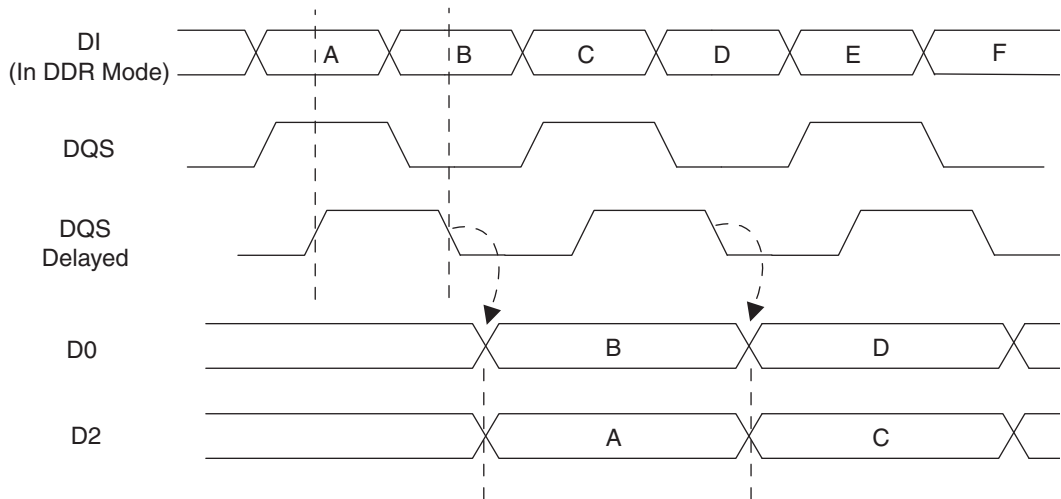 DI
(In DDR Mode)
A B C D E F
DQS
DQS
Delayed
D0
B D
D2
A C